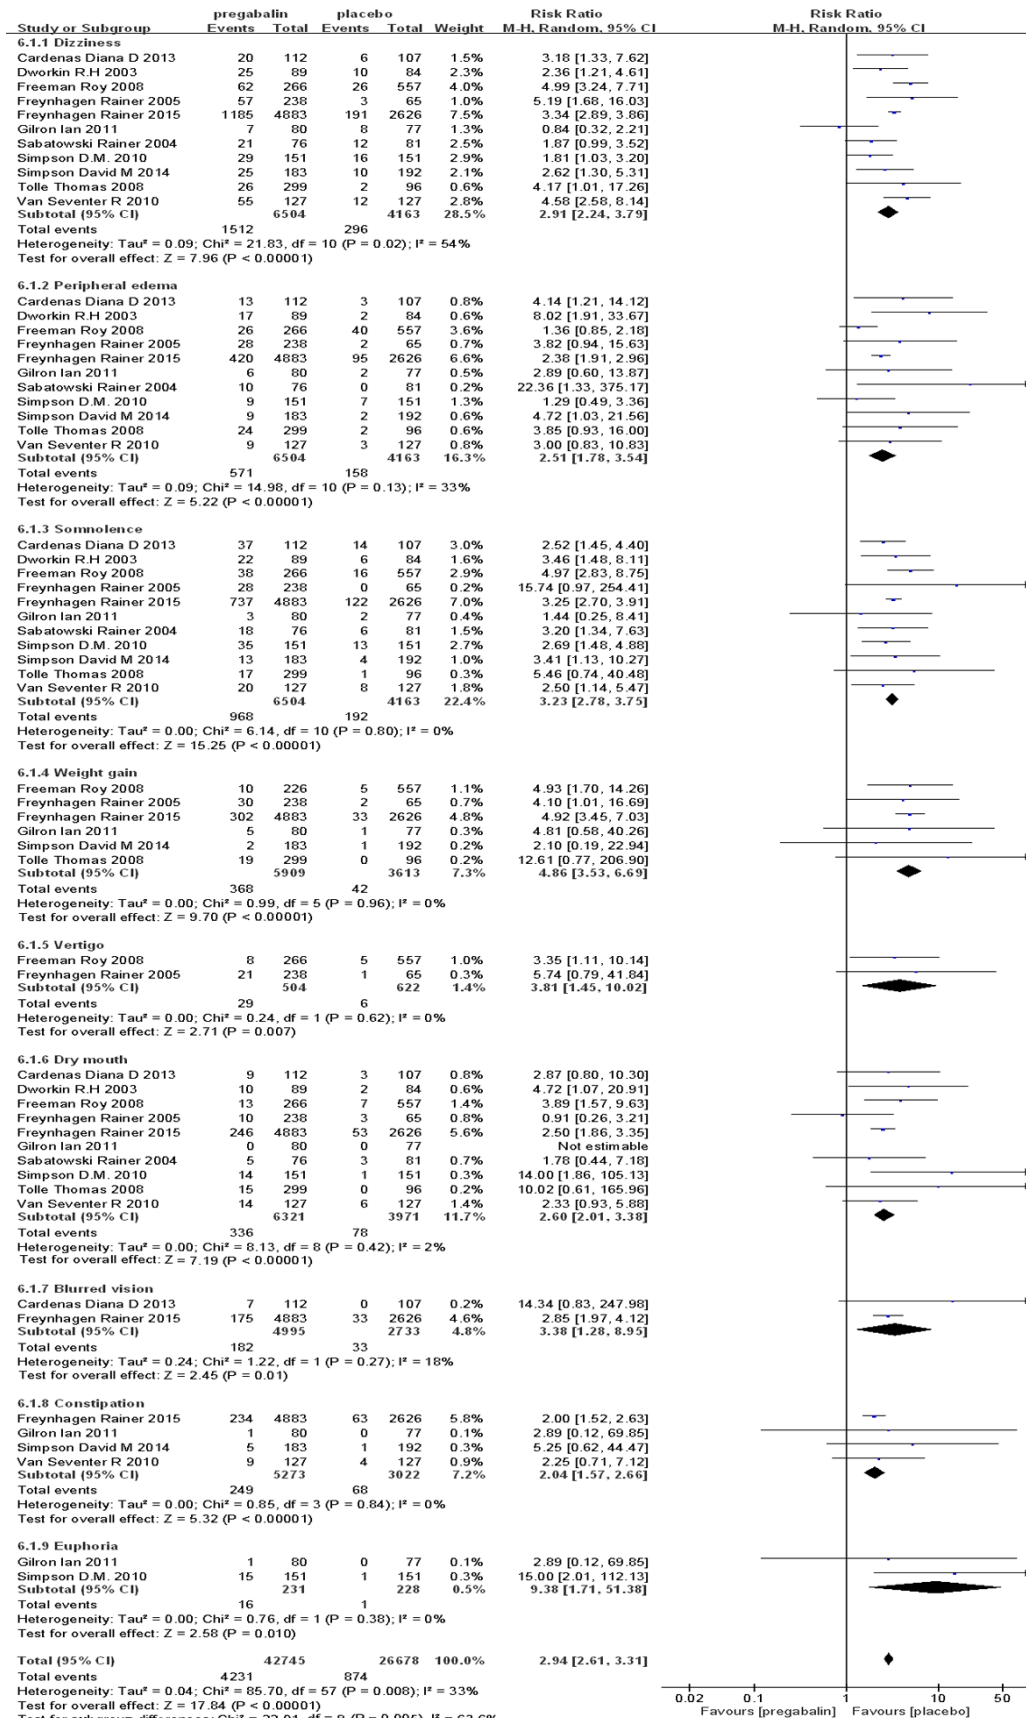 pregabalin placebo Risk Ratio Risk Ratio
Study or Subgroup Events Total Events Total Weight M-H, Random, 95% CI M-H, Random, 95% CI
6.1.1 Dizziness
Cardenas Diana D 2013 20 112 6 107 1.5% 3.18 [1.33, 7.62]
Dworkin R.H 2003 25 89 10 84 2.3% 2.36 [1.21, 4.61]
Freeman Roy 2008 62 266 26 557 4.0% 4.99 [3.24, 7.71]
Freynhagen Rainer 2005 57 238 3 65 1.0% 5.19 [1.68, 16.03]
Freynhagen Rainer 2015 1185 4883 191 2626 7.5% 3.34 [2.89, 3.86]
Gilron Ian 2011 7 80 8 77 1.3% 0.84 [0.32, 2.21]
Sabatowski Rainer 2004 21 76 12 81 2.5% 1.87 [0.99, 3.52]
Simpson D.M. 2010 29 151 16 151 2.9% 1.81 [1.03, 3.20]
Simpson David M 2014 25 183 10 192 2.1% 2.62 [1.30, 5.31]
Tolle Thomas 2008 26 299 2 96 0.6% 4.17 [1.01, 17.26]
Van Seventer R 2010 55 127 12 127 2.8% 4.58 [2.58, 8.14]
Subtotal (95% CI) 6504 4163 28.5% 2.91 [2.24, 3.79]
Total events 1512 296
Heterogeneity: Tau² = 0.09; Chi² = 21.83, df = 10 (P = 0.02); I² = 54%
Test for overall effect: Z = 7.96 (P < 0.00001)
6.1.2 Peripheral edema
Cardenas Diana D 2013 13 112 3 107 0.8% 4.14 [1.21, 14.12]
Dworkin R.H 2003 17 89 2 84 0.6% 8.02 [1.91, 33.67]
Freeman Roy 2008 26 266 40 557 3.6% 1.36 [0.85, 2.18]
Freynhagen Rainer 2005 28 238 2 65 0.7% 3.82 [0.94, 15.63]
Freynhagen Rainer 2015 420 4883 95 2626 6.6% 2.38 [1.91, 2.96]
Gilron Ian 2011 6 80 2 77 0.5% 2.89 [0.60, 13.87]
Sabatowski Rainer 2004 10 76 0 81 0.2% 22.36 [1.33, 375.17]
Simpson D.M. 2010 9 151 7 151 1.3% 1.29 [0.49, 3.36]
Simpson David M 2014 9 183 2 192 0.6% 4.72 [1.03, 21.56]
Tolle Thomas 2008 24 299 2 96 0.6% 3.85 [0.93, 16.00]
Van Seventer R 2010 9 127 3 127 0.8% 3.00 [0.83, 10.83]
Subtotal (95% CI) 6504 4163 16.3% 2.51 [1.78, 3.54]
Total events 571 158
Heterogeneity: Tau² = 0.09; Chi² = 14.98, df = 10 (P = 0.13); I² = 33%
Test for overall effect: Z = 5.22 (P < 0.00001)
6.1.3 Somnolence
Cardenas Diana D 2013 37 112 14 107 3.0% 2.52 [1.45, 4.40]
Dworkin R.H 2003 22 89 6 84 1.6% 3.46 [1.48, 8.11]
Freeman Roy 2008 38 266 16 557 2.9% 4.97 [2.83, 8.75]
Freynhagen Rainer 2005 28 238 0 65 0.2% 15.74 [0.97, 254.41]
Freynhagen Rainer 2015 737 4883 122 2626 7.0% 3.25 [2.70, 3.91]
Gilron Ian 2011 3 80 2 77 0.4% 1.44 [0.25, 8.41]
Sabatowski Rainer 2004 18 76 6 81 1.5% 3.20 [1.34, 7.63]
Simpson D.M. 2010 35 151 13 151 2.7% 2.69 [1.48, 4.88]
Simpson David M 2014 13 183 4 192 1.0% 3.41 [1.13, 10.27]
Tolle Thomas 2008 17 299 1 96 0.3% 5.46 [0.74, 40.48]
Van Seventer R 2010 20 127 8 127 1.8% 2.50 [1.14, 5.47]
Subtotal (95% CI) 6504 4163 22.4% 3.23 [2.78, 3.75]
Total events 968 192
Heterogeneity: Tau² = 0.00; Chi² = 6.14, df = 10 (P = 0.80); I² = 0%
Test for overall effect: Z = 15.25 (P < 0.00001)
6.1.4 Weight gain
Freeman Roy 2008 10 226 5 557 1.1% 4.93 [1.70, 14.26]
Freynhagen Rainer 2005 30 238 2 65 0.7% 4.10 [1.01, 16.69]
Freynhagen Rainer 2015 302 4883 33 2626 4.8% 4.92 [3.45, 7.03]
Gilron Ian 2011 5 80 1 77 0.3% 4.81 [0.58, 40.26]
Simpson David M 2014 2 183 1 192 0.2% 2.10 [0.19, 22.94]
Tolle Thomas 2008 19 299 0 96 0.2% 12.61 [0.77, 206.90]
Subtotal (95% CI) 5909 3613 7.3% 4.86 [3.53, 6.69]
Total events 368 42
Heterogeneity: Tau² = 0.00; Chi² = 0.99, df = 5 (P = 0.96); I² = 0%
Test for overall effect: Z = 9.70 (P < 0.00001)
6.1.5 Vertigo
Freeman Roy 2008 8 266 5 557 1.0% 3.35 [1.11, 10.14]
Freynhagen Rainer 2005 21 238 1 65 0.3% 5.74 [0.79, 41.84]
Subtotal (95% CI) 504 622 1.4% 3.81 [1.45, 10.02]
Total events 29 6
Heterogeneity: Tau² = 0.00; Chi² = 0.24, df = 1 (P = 0.62); I² = 0%
Test for overall effect: Z = 2.71 (P = 0.007)
6.1.6 Dry mouth
Cardenas Diana D 2013 9 112 3 107 0.8% 2.87 [0.80, 10.30]
Dworkin R.H 2003 10 89 2 84 0.6% 4.72 [1.07, 20.91]
Freeman Roy 2008 13 266 7 557 1.4% 3.89 [1.57, 9.63]
Freynhagen Rainer 2005 10 238 3 65 0.8% 0.91 [0.26, 3.21]
Freynhagen Rainer 2015 246 4883 53 2626 5.6% 2.50 [1.86, 3.35]
Gilron Ian 2011 0 80 0 77 Not estimable
Sabatowski Rainer 2004 5 76 3 81 0.7% 1.78 [0.44, 7.18]
Simpson D.M. 2010 14 151 1 151 0.3% 14.00 [1.86, 105.13]
Tolle Thomas 2008 15 299 0 96 0.2% 10.02 [0.61, 165.96]
Van Seventer R 2010 14 127 6 127 1.4% 2.33 [0.93, 5.88]
Subtotal (95% CI) 6321 3971 11.7% 2.60 [2.01, 3.38]
Total events 336 78
Heterogeneity: Tau² = 0.00; Chi² = 8.13, df = 8 (P = 0.42); I² = 2%
Test for overall effect: Z = 7.19 (P < 0.00001)
6.1.7 Blurred vision
Cardenas Diana D 2013 7 112 0 107 0.2% 14.34 [0.83, 247.98]
Freynhagen Rainer 2015 175 4883 33 2626 4.6% 2.85 [1.97, 4.12]
Subtotal (95% CI) 4995 2733 4.8% 3.38 [1.28, 8.95]
Total events 182 33
Heterogeneity: Tau² = 0.24; Chi² = 1.22, df = 1 (P = 0.27); I² = 18%
Test for overall effect: Z = 2.45 (P = 0.01)
6.1.8 Constipation
Freynhagen Rainer 2015 234 4883 63 2626 5.8% 2.00 [1.52, 2.63]
Gilron Ian 2011 1 80 0 77 0.1% 2.89 [0.12, 69.85]
Simpson David M 2014 5 183 1 192 0.3% 5.25 [0.62, 44.47]
Van Seventer R 2010 9 127 4 127 0.9% 2.25 [0.71, 7.12]
Subtotal (95% CI) 5273 3022 7.2% 2.04 [1.57, 2.66]
Total events 249 68
Heterogeneity: Tau² = 0.00; Chi² = 0.85, df = 3 (P = 0.84); I² = 0%
Test for overall effect: Z = 5.32 (P < 0.00001)
6.1.9 Euphoria
Gilron Ian 2011 1 80 0 77 0.1% 2.89 [0.12, 69.85]
Simpson D.M. 2010 15 151 1 151 0.3% 15.00 [2.01, 112.13]
Subtotal (95% CI) 231 228 0.5% 9.38 [1.71, 51.38]
Total events 16 1
Heterogeneity: Tau² = 0.00; Chi² = 0.76, df = 1 (P = 0.38); I² = 0%
Test for overall effect: Z = 2.58 (P = 0.010)
Total (95% CI) 42745 26678 100.0% 2.94 [2.61, 3.31]
Total events 4231 874
Heterogeneity: Tau² = 0.04; Chi² = 85.70, df = 57 (P = 0.008); I² = 33%
Test for overall effect: Z = 17.84 (P < 0.00001)
0.02 0.1 1 10 50
Favours [pregabalin] Favours [placebo]